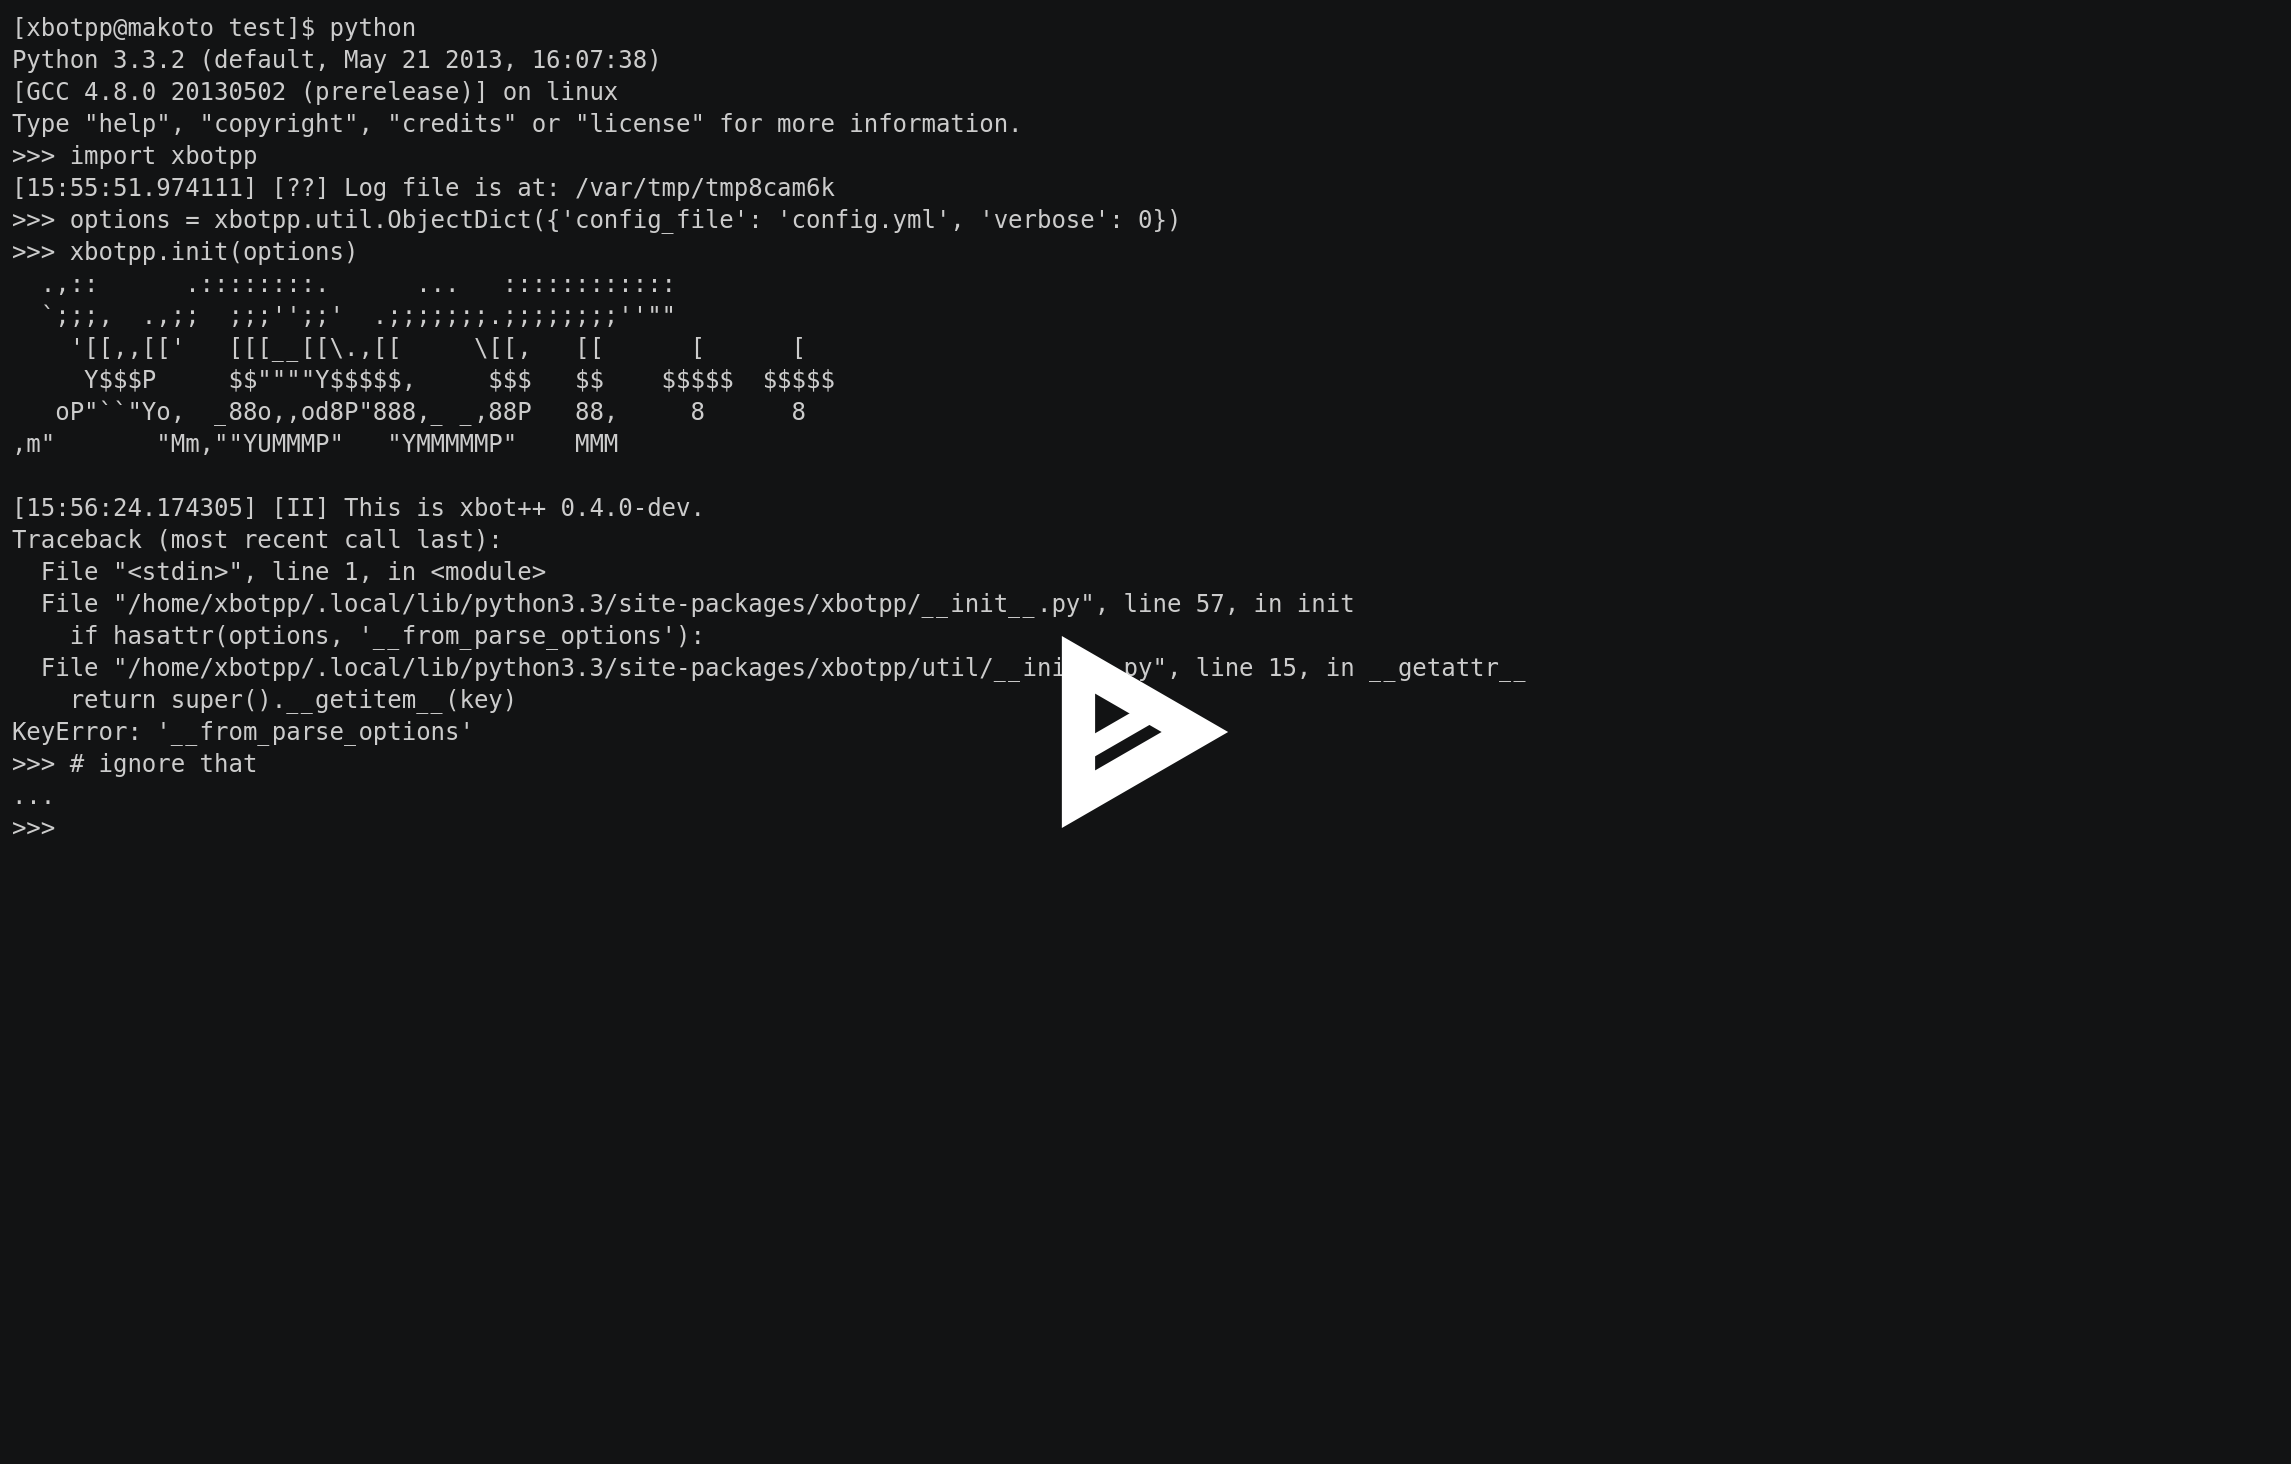 [xbotpp@makoto test]$ python
Python 3.3.2 (default, May 21 2013, 16:07:38)
[GCC 4.8.0 20130502 (prerelease)] on linux
Type "help", "copyright", "credits" or "license" for more information.
>>> import xbotpp
[15:55:51.974111] [??] Log file is at: /var/tmp/tmp8cam6k
>>> options = xbotpp.util.ObjectDict({'config_file': 'config.yml', 'verbose': 0})
>>> xbotpp.init(options)
  .,::      .::::::::.      ...   ::::::::::::
  `;;;,  .,;;  ;;;'';;'  .;;;;;;;.;;;;;;;;''""
    '[[,,[['   [[[__[[\.,[[     \[[,   [[      [      [
     Y$$$P     $$""""Y$$$$$,     $$$   $$    $$$$$  $$$$$
   oP"``"Yo,  _88o,,od8P"888,_ _,88P   88,     8      8
,m"       "Mm,""YUMMMP"   "YMMMMMP"    MMM
[15:56:24.174305] [II] This is xbot++ 0.4.0-dev.
Traceback (most recent call last):
  File "<stdin>", line 1, in <module>
  File "/home/xbotpp/.local/lib/python3.3/site-packages/xbotpp/__init__.py", line 57, in init
    if hasattr(options, '__from_parse_options'):
  File "/home/xbotpp/.local/lib/python3.3/site-packages/xbotpp/util/__ini py", line 15, in __getattr__
    return super().__getitem__(key)
KeyError: '__from_parse_options'
>>> # ignore that
...
>>>